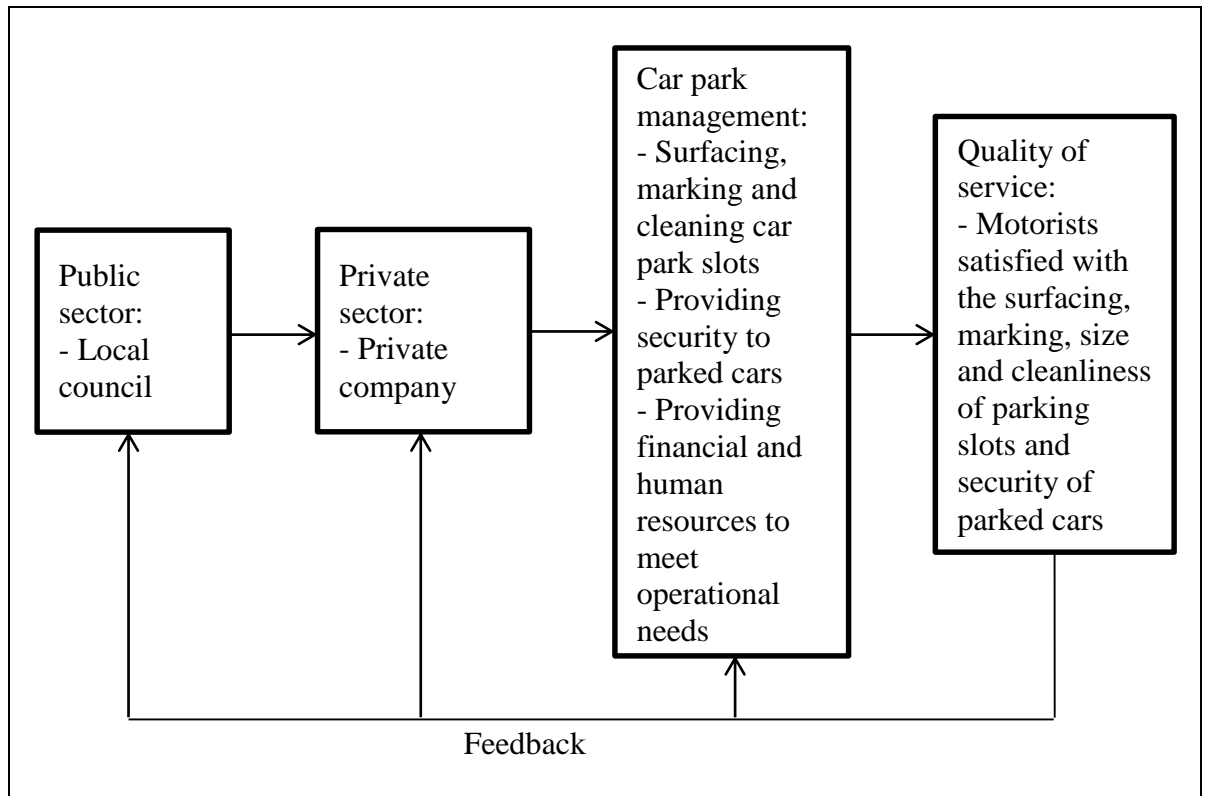 Public
sector:
- Local
council
Private
sector:
- Private
company
Car park
management:
- Surfacing,
marking and
cleaning car
park slots
- Providing
security to
parked cars
- Providing
financial and
human
resources to
meet
operational
needs
Quality of
service:
- Motorists
satisfied with
the surfacing,
marking, size
and cleanliness
of parking
slots and
security of
parked cars
Feedback